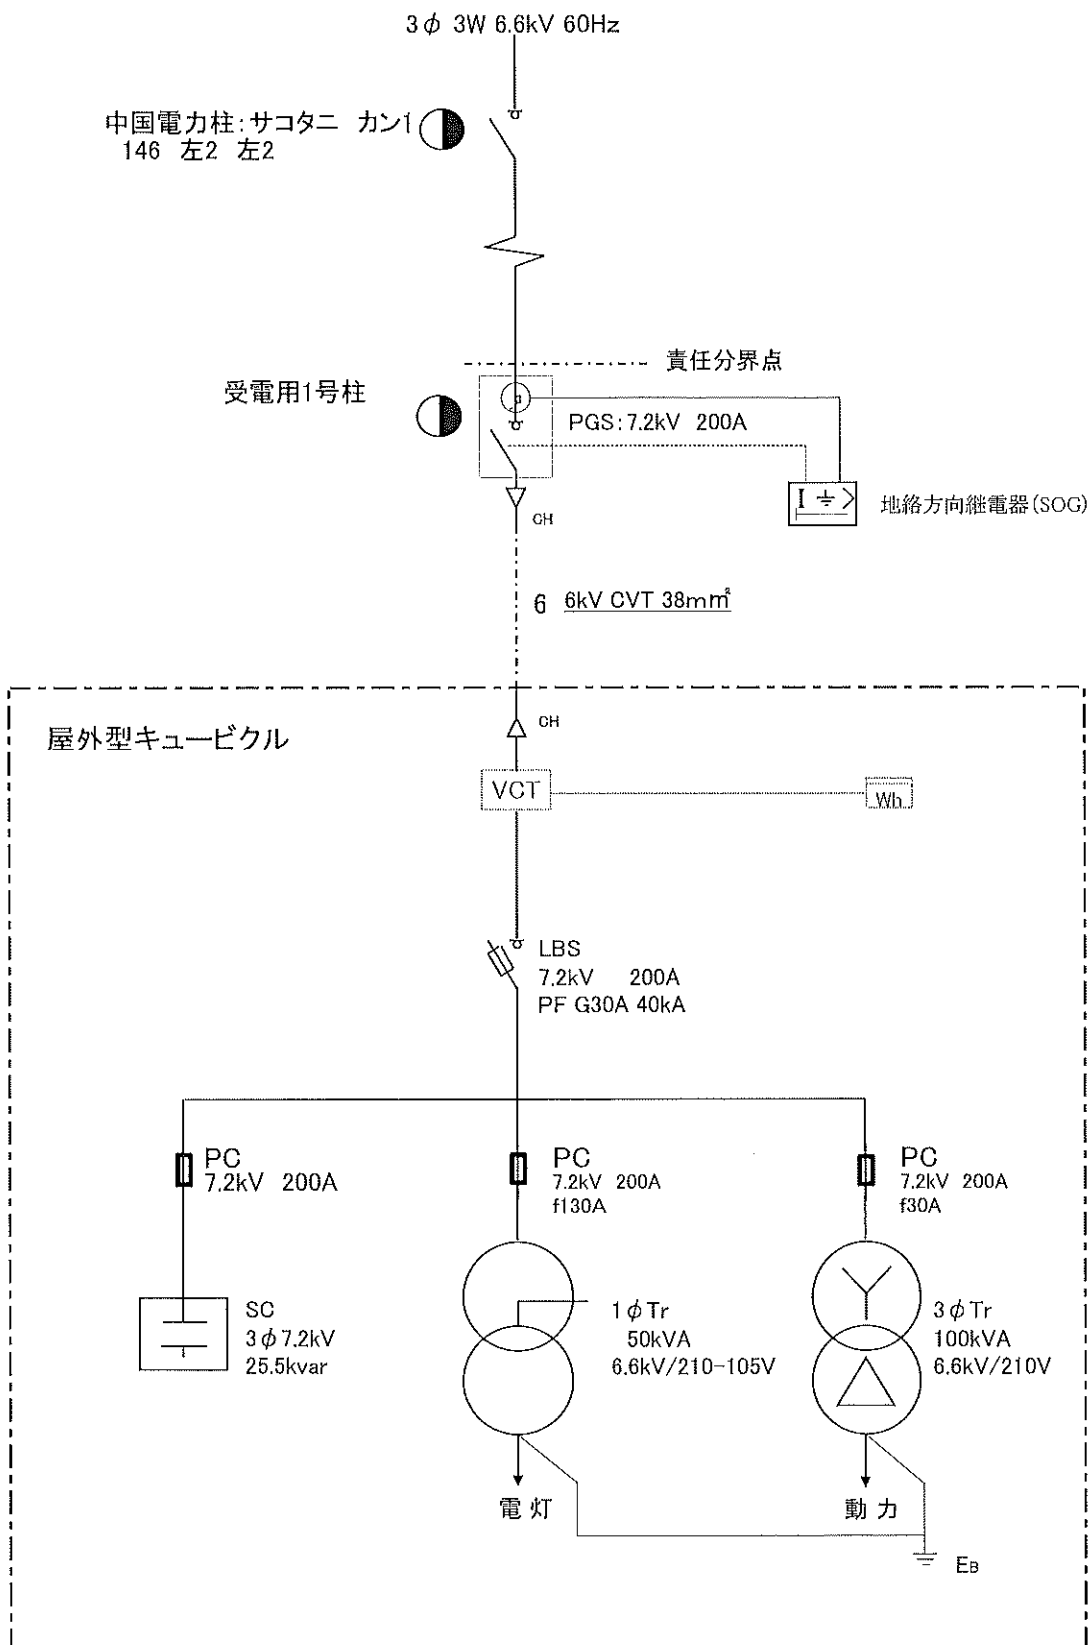 3φ 3W 6.6kV 60Hz
中国電力柱：サコタニ カン1
146 左2 左2
責任分界点
受電用1号柱
PGS：7.2kV 200A
I
地絡方向継電器(SOG)
CH
6 6kV CVT 38mm²
CH
屋外型キュービクル
VCT
Wh
LBS
7.2kV 200A
PF G30A 40kA
PC
7.2kV 200A
PC
7.2kV 200A
f130A
PC
7.2kV 200A
f30A
SC
3φ7.2kV
25.5kvar
1φTr
50kVA
6.6kV/210-105V
3φTr
100kVA
6.6kV/210V
電灯
動力
EB